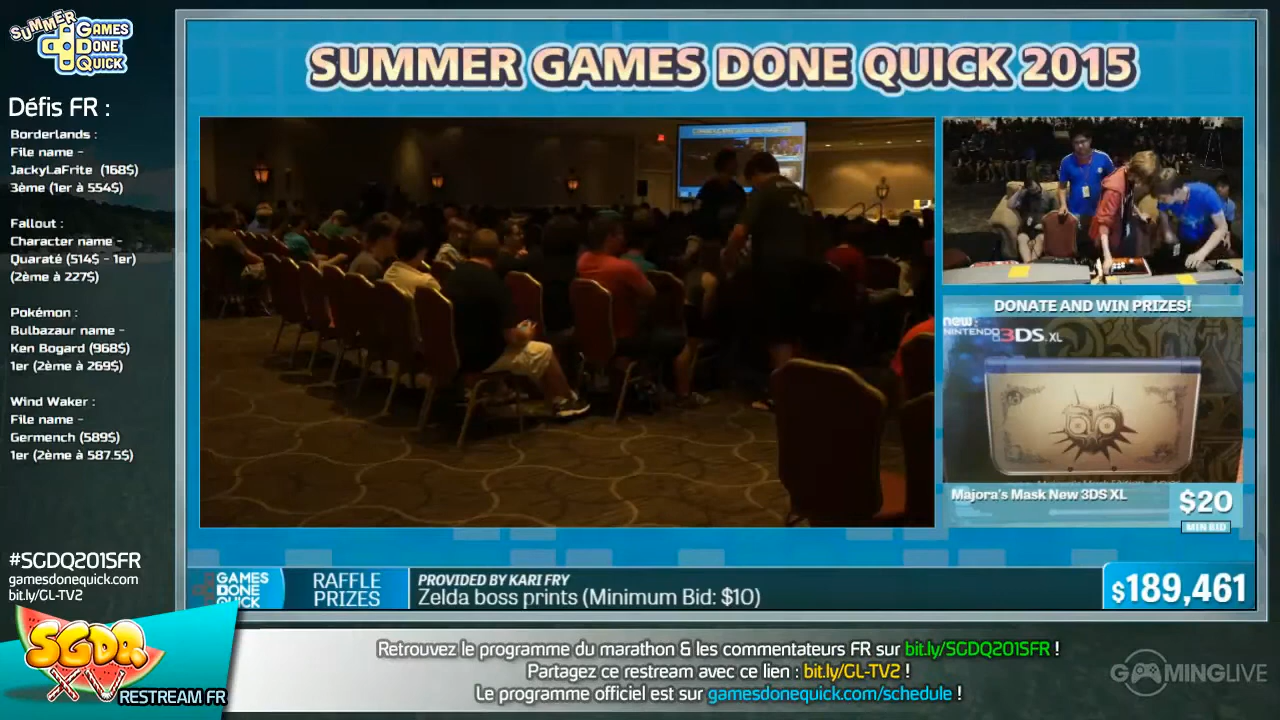 SUMMER
GAMES
DONE
QUICK
Défis FR :
Borderlands :
File name -
JackyLaFrite (168$)
3ème (1er à 554$)
Fallout :
Character name -
Quaraté (514$ - 1er)
(2ème à 227$)
Pokémon :
Bulbazaur name -
Ken Bogard (968$)
1er (2ème à 269$)
Wind Waker :
File name -
Germench (589$)
1er (2ème à 587.5$)
#SGDQ2015FR
gamesdonequick.com
bit.ly/GL-TV2
SUMMER GAMES DONE QUICK 2015
DONATE AND WIN PRIZES!
new
NINTENDO 3DS XL
Majora's Mask New 3DS XL
$20
MIN BID
GAMES
DONE
QUICK
RAFFLE
PRIZES
PROVIDED BY KARI FRY
Zelda boss prints (Minimum Bid: $10)
$189,461
SGDQ
XV
RESTREAM FR
Retrouvez le programme du marathon & les commentateurs FR sur bit.ly/SGDQ2015FR !
Partagez ce restream avec ce lien : bit.ly/GL-TV2 !
Le programme officiel est sur gamesdonequick.com/schedule !
GAMINGLIVE